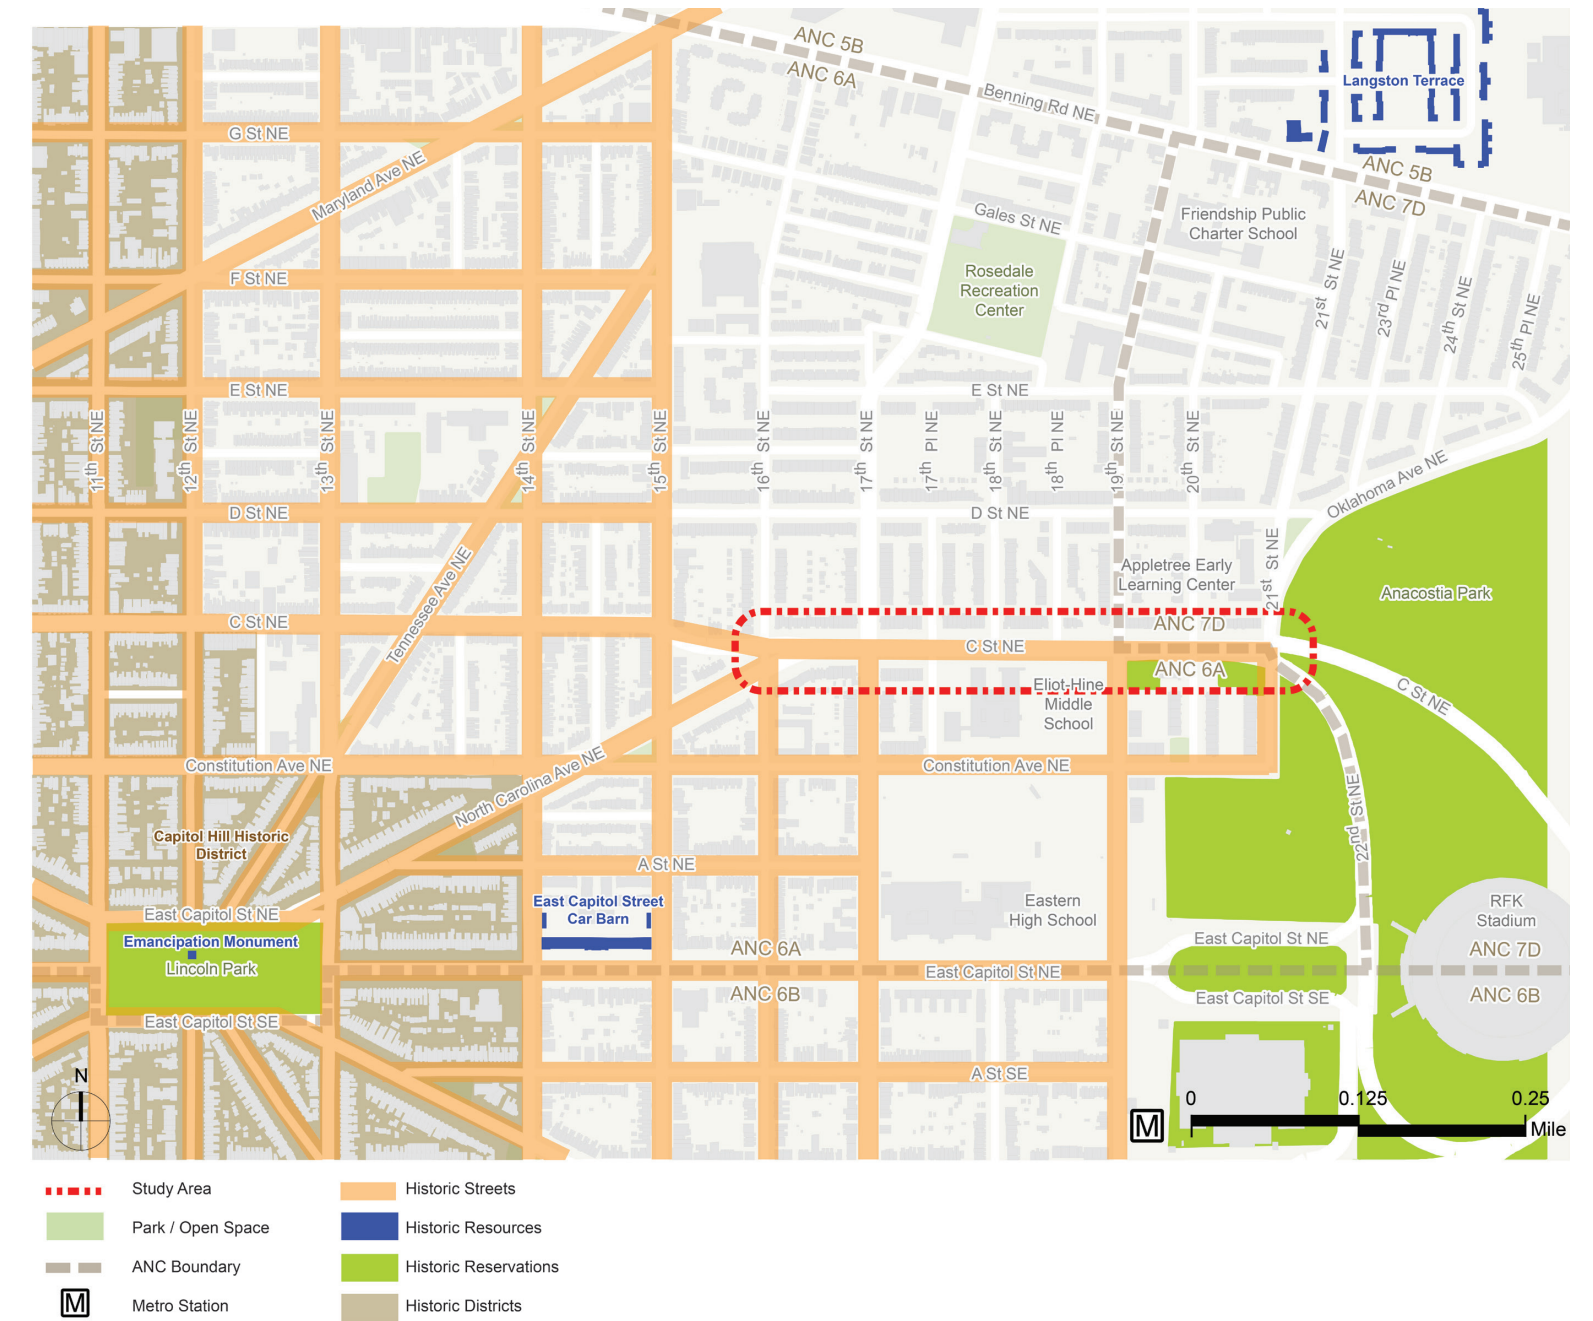 ANC 5B
ANC 6A
Benning Rd NE
Langston Terrace
G St NE
Maryland Ave NE
ANC 5B
ANC 7D
Gales St NE
Friendship Public
Charter School
F St NE
Rosedale
Recreation
Center
21st St NE
23rd Pl NE
24th St NE
25th Pl NE
E St NE
E St NE
11th St NE
12th St NE
13th St NE
14th St NE
15th St NE
16th St NE
17th St NE
17th Pl NE
18th St NE
18th Pl NE
19th St NE
20th St NE
Oklahoma Ave NE
D St NE
D St NE
21st St NE
Tennessee Ave NE
Appletree Early
Learning Center
Anacostia Park
C St NE
ANC 7D
C St NE
ANC 6A
Eliot-Hine
Middle
School
C St NE
Constitution Ave NE
North Carolina Ave NE
Constitution Ave NE
22nd St NE
Capitol Hill Historic
District
A St NE
East Capitol Street
Car Barn
Eastern
High School
RFK
Stadium
East Capitol St NE
Emancipation Monument
Lincoln Park
ANC 6A
East Capitol St NE
ANC 7D
East Capitol St NE
ANC 6B
East Capitol St SE
ANC 6B
East Capitol St SE
A St SE
N
M
0
0.125
0.25
Mile
Study Area
Historic Streets
Park / Open Space
Historic Resources
ANC Boundary
Historic Reservations
M
Metro Station
Historic Districts